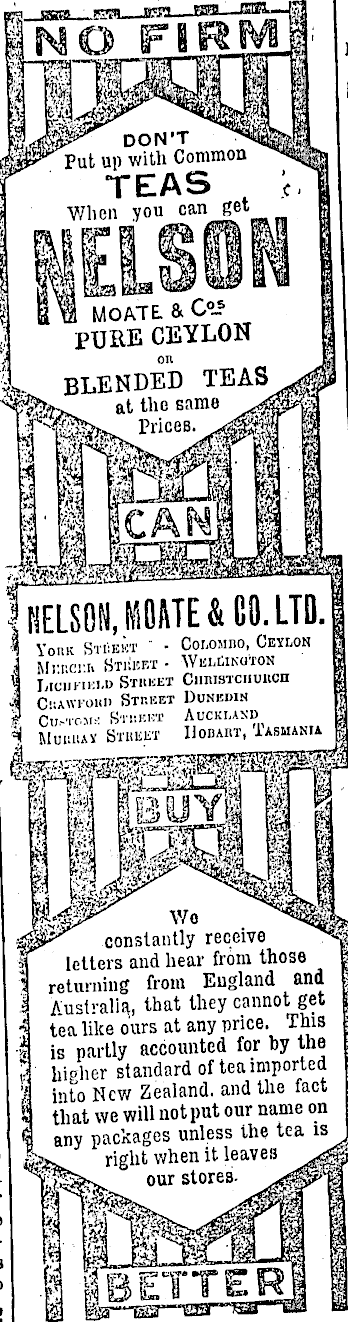 NO FIRM
DON'T
Put up with Common
TEAS
When you can get
NELSON
MOATE & Cos
PURE CEYLON
OR
BLENDED TEAS
at the same
Prices.
CAN
NELSON, MOATE & CO. LTD.
YORK STREET - COLOMBO, CEYLON
MERCER STREET - WELLINGTON
LICHFIELD STREET CHRISTCHURCH
CRAWFORD STREET DUNEDIN
CUSTOMS STREET AUCKLAND
MURRAY STREET HOBART, TASMANIA
BUY
We
constantly receive
letters and hear from those
returning from England and
Australia, that they cannot get
tea like ours at any price. This
is partly accounted for by the
higher standard of tea imported
into New Zealand. and the fact
that we will not put our name on
any packages unless the tea is
right when it leaves
our stores.
BETTER